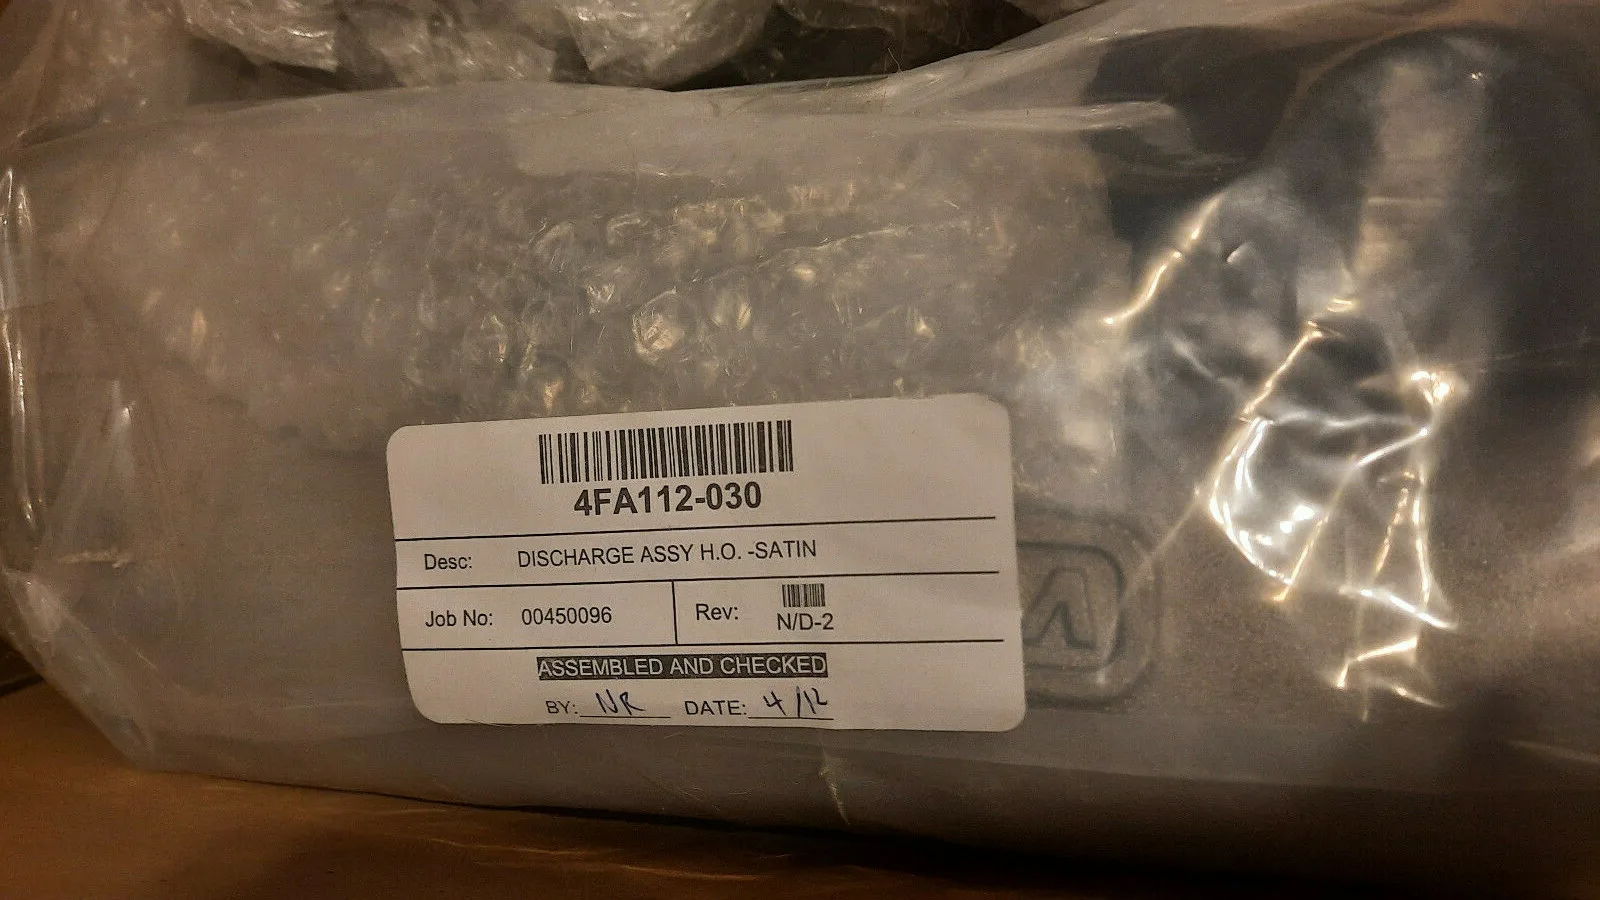 4FA112-030
Desc: DISCHARGE ASSY H.O. -SATIN
Job No: 00450096 Rev: N/D-2
ASSEMBLED AND CHECKED
BY: NR DATE: 4/12